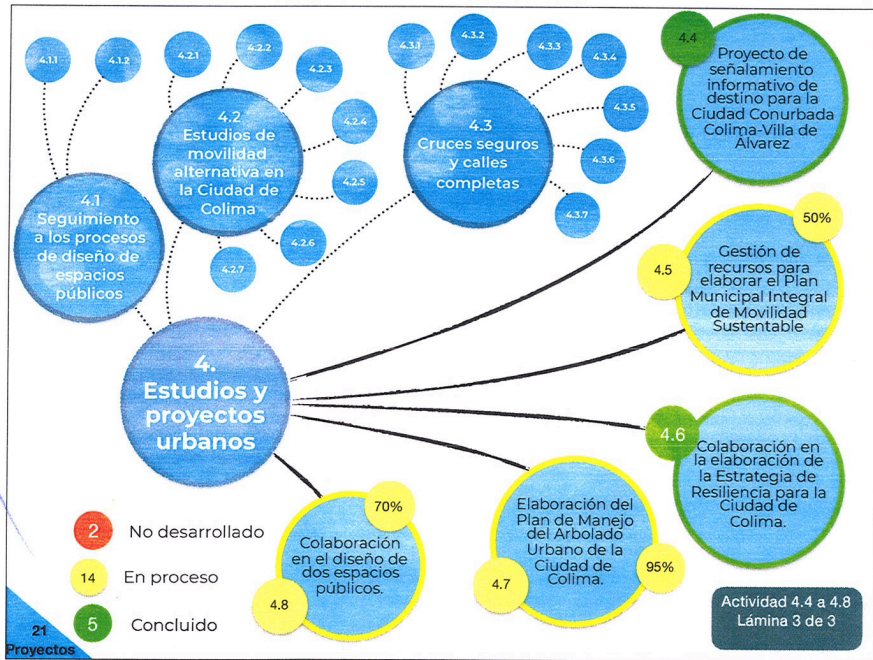 4.1.1
4.1.2
4.2.1
4.2.2
4.2.3
4.2.4
4.2.5
4.2.6
4.2.7
4.3.1
4.3.2
4.3.3
4.3.4
4.3.5
4.3.6
4.3.7
4.1
Seguimiento
a los procesos
de diseño de
espacios
públicos
4.2
Estudios de
movilidad
alternativa en
la Ciudad de
Colima
4.3
Cruces seguros
y calles
completas
4.4
Proyecto de
señalamiento
informativo de
destino para la
Ciudad Conurbada
Colima-Villa de
Álvarez
50%
4.5
Gestión de
recursos para
elaborar el Plan
Municipal Integral
de Movilidad
Sustentable
4.
Estudios y
proyectos
urbanos
4.6
Colaboración en
la elaboración de
la Estrategia de
Resiliencia para la
Ciudad de
Colima.
Elaboración del
Plan de Manejo
del Arbolado
Urbano de la
Ciudad de
Colima.
4.7
95%
70%
Colaboración
en el diseño de
dos espacios
públicos.
4.8
2 No desarrollado
14 En proceso
5 Concluido
21
Proyectos
Actividad 4.4 a 4.8
Lámina 3 de 3